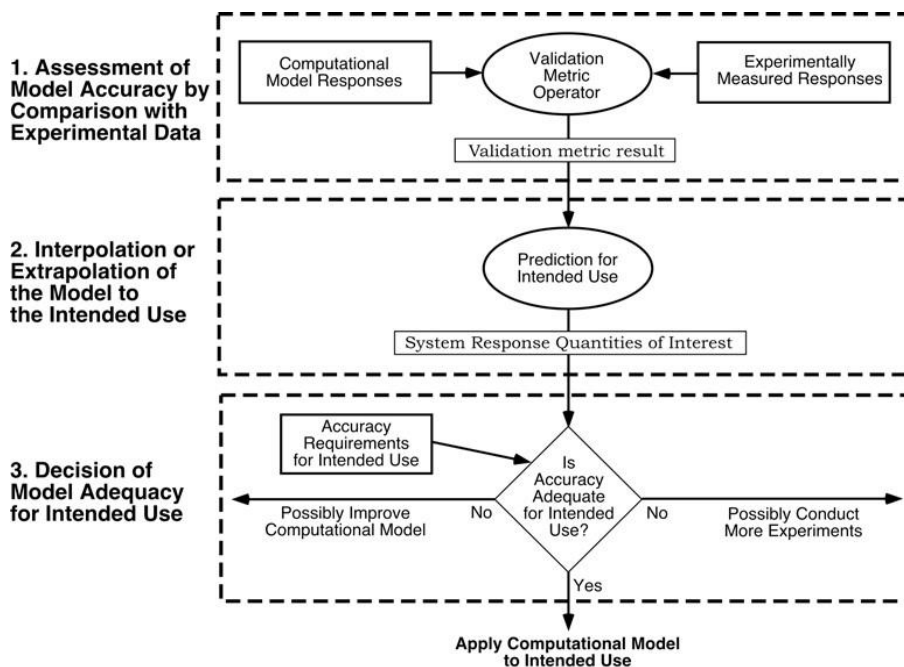 1. Assessment of
Model Accuracy by
Comparison with
Experimental Data
Computational
Model Responses
Validation
Metric
Operator
Experimentally
Measured Responses
Validation metric result
2. Interpolation or
Extrapolation of
the Model to
the Intended Use
Prediction for
Intended Use
System Response Quantities of Interest
3. Decision of
Model Adequacy
for Intended Use
Accuracy
Requirements
for Intended Use
Is
Accuracy
Adequate
for Intended
Use?
Possibly Improve
Computational Model
No
No
Possibly Conduct
More Experiments
Yes
Apply Computational Model
to Intended Use